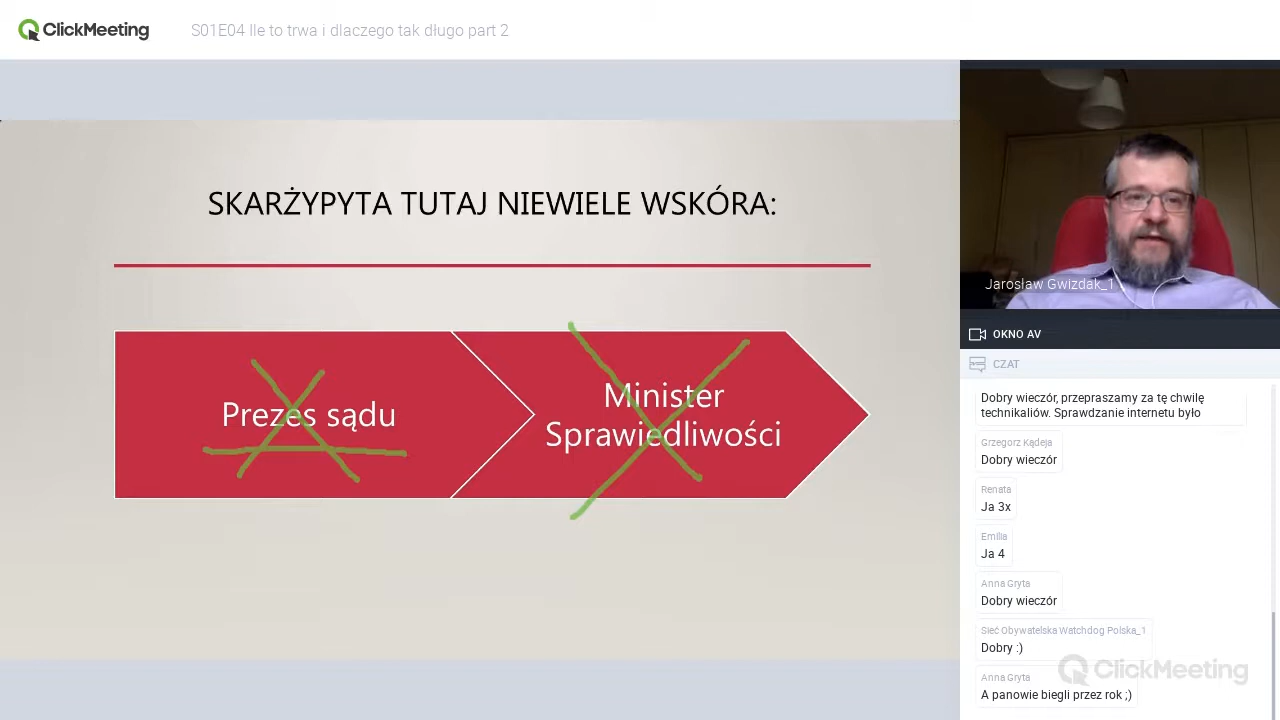 ClickMeeting
S01E04 Ile to trwa i dlaczego tak długo part 2
SKARŻYPYTA TUTAJ NIEWIELE WSKÓRA:
Prezes sądu
Minister
Sprawiedliwości
Jarosław Gwizdak_1
OKNO AV
CZAT
Dobry wieczór, przepraszamy za tę chwilę
technikaliów. Sprawdzanie internetu było
Grzegorz Kądeja
Dobry wieczór
Renata
Ja 3x
Emilia
Ja 4
Anna Gryta
Dobry wieczór
Sieć Obywatelska Watchdog Polska_1
Dobry :)
Anna Gryta
A panowie biegli przez rok ;)
ClickMeeting